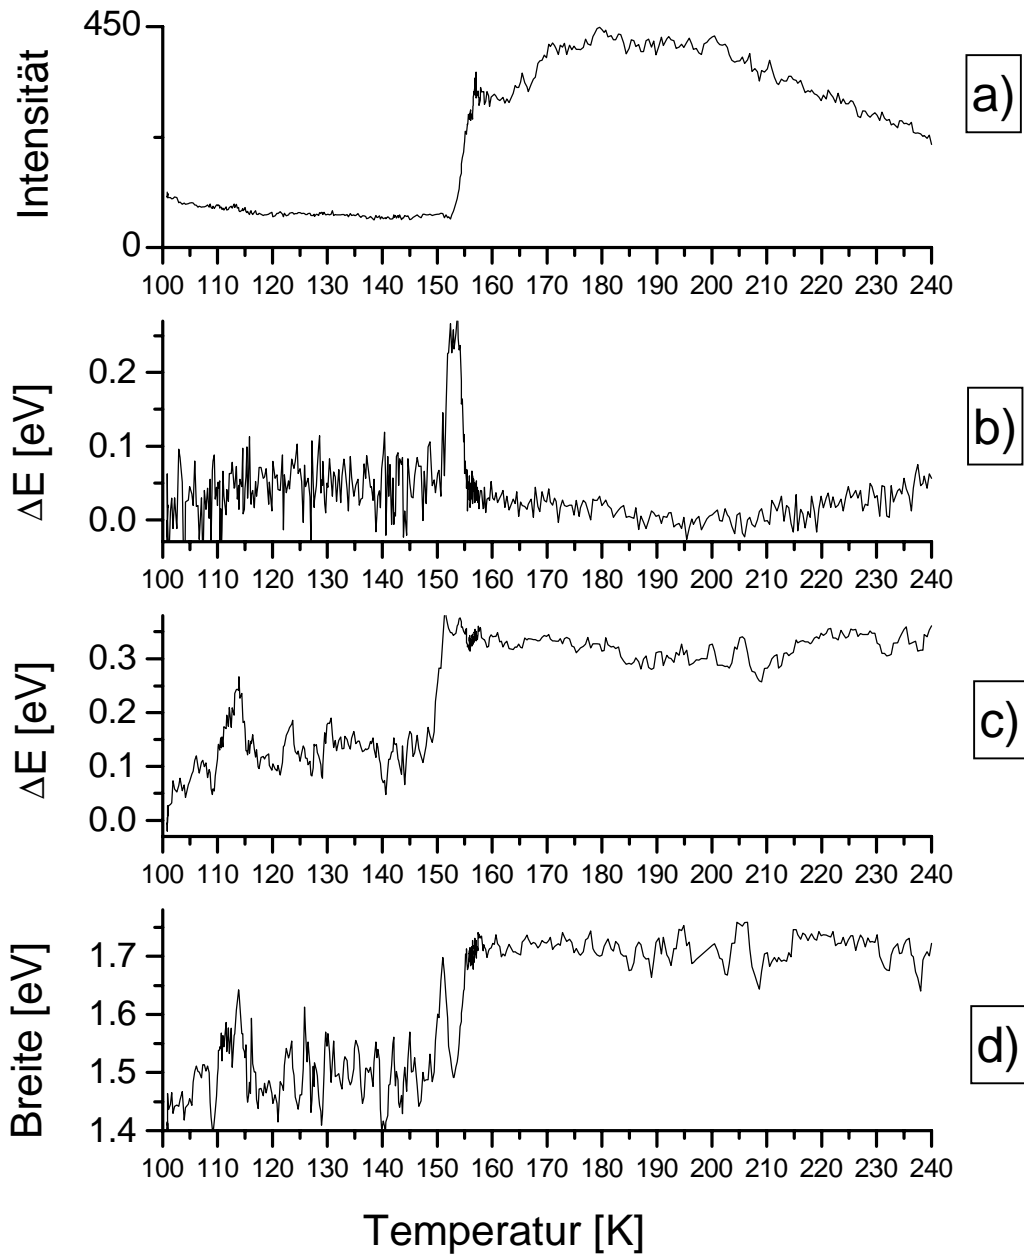 450
Intensität
a)
0
100 110 120 130 140 150 160 170 180 190 200 210 220 230 240
0.2
ΔE [eV]
b)
0.1
0.0
100 110 120 130 140 150 160 170 180 190 200 210 220 230 240
0.3
ΔE [eV]
c)
0.2
0.1
0.0
100 110 120 130 140 150 160 170 180 190 200 210 220 230 240
1.7
Breite [eV]
d)
1.6
1.5
1.4
100 110 120 130 140 150 160 170 180 190 200 210 220 230 240
Temperatur [K]